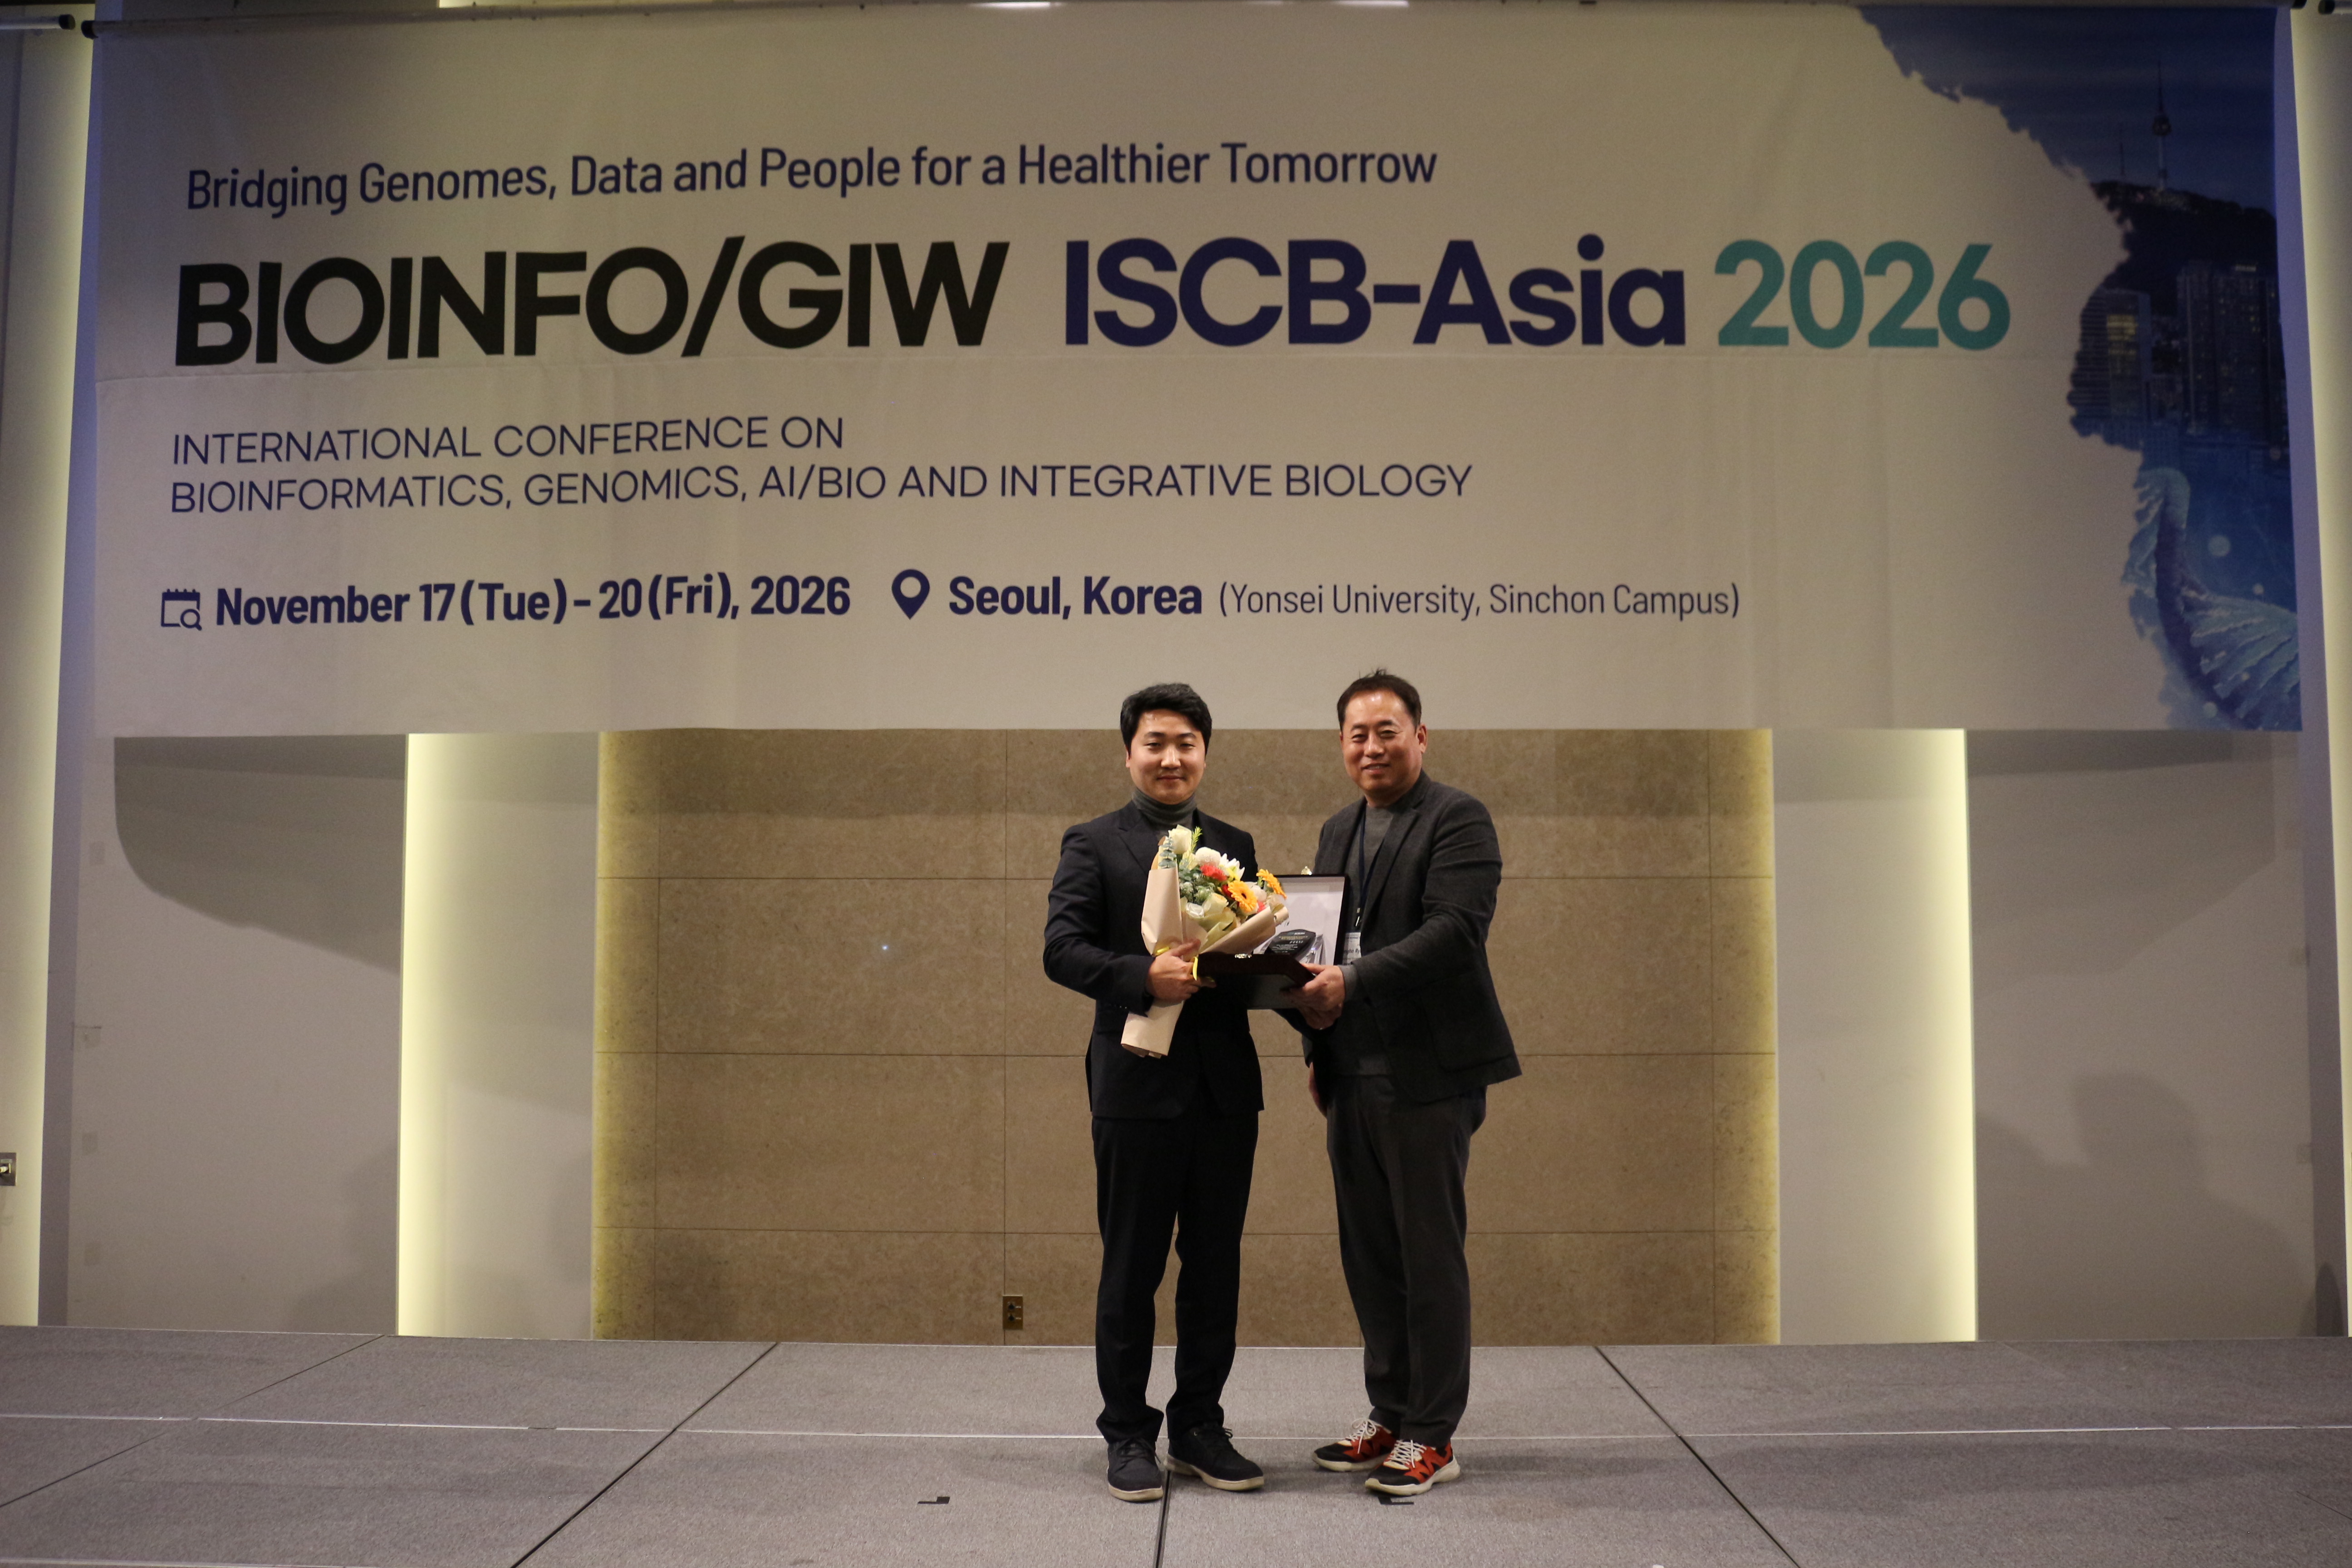 Bridging Genomes, Data and People for a Healthier Tomorrow
BIOINFO/GIW ISCB-Asia 2026
INTERNATIONAL CONFERENCE ON
BIOINFORMATICS, GENOMICS, AI/BIO AND INTEGRATIVE BIOLOGY
November 17(Tue) - 20(Fri), 2026 Seoul, Korea (Yonsei University, Sinchon Campus)